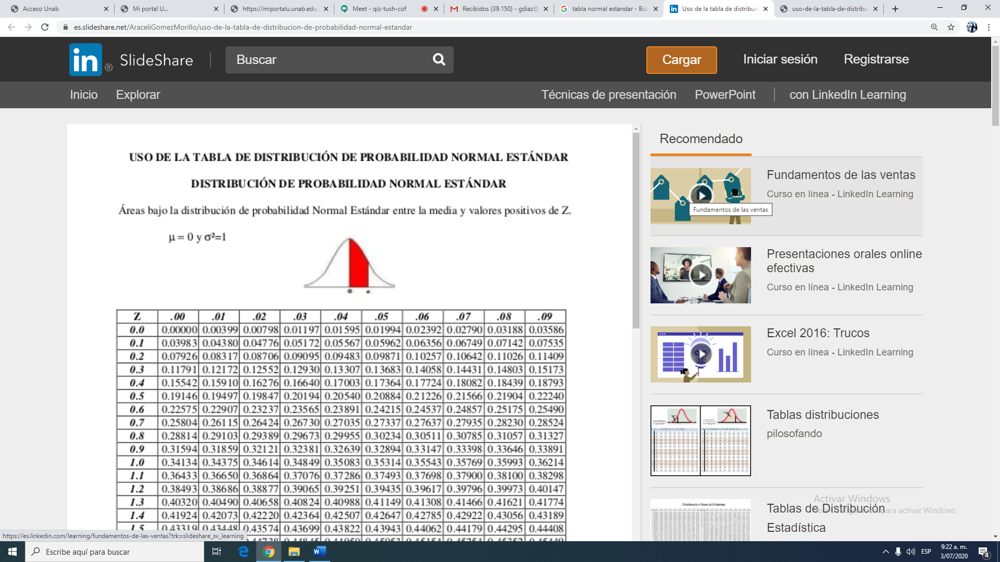 Acceso Unab
Mi portal U...
https://miportalu.unab.edu.
Meet - qiz-tush-cof
Recibidos (39.150) - gdiaz@
tabla normal estandar - Bús
Uso de la tabla de distribuc
uso-de-la-tabla-de-distribu
es.slideshare.net/AraceliGomezMorillo/uso-de-la-tabla-de-distribucion-de-probabilidad-normal-estandar
in ® SlideShare
Buscar
Cargar
Iniciar sesión
Registrarse
Inicio
Explorar
Técnicas de presentación
PowerPoint
con LinkedIn Learning
USO DE LA TABLA DE DISTRIBUCIÓN DE PROBABILIDAD NORMAL ESTÁNDAR
DISTRIBUCIÓN DE PROBABILIDAD NORMAL ESTÁNDAR
Áreas bajo la distribución de probabilidad Normal Estándar entre la media y valores positivos de Z.
μ = 0 y σ²=1
0 z
Z .00 .01 .02 .03 .04 .05 .06 .07 .08 .09
0.0 0.00000 0.00399 0.00798 0.01197 0.01595 0.01994 0.02392 0.02790 0.03188 0.03586
0.1 0.03983 0.04380 0.04776 0.05172 0.05567 0.05962 0.06356 0.06749 0.07142 0.07535
0.2 0.07926 0.08317 0.08706 0.09095 0.09483 0.09871 0.10257 0.10642 0.11026 0.11409
0.3 0.11791 0.12172 0.12552 0.12930 0.13307 0.13683 0.14058 0.14431 0.14803 0.15173
0.4 0.15542 0.15910 0.16276 0.16640 0.17003 0.17364 0.17724 0.18082 0.18439 0.18793
0.5 0.19146 0.19497 0.19847 0.20194 0.20540 0.20884 0.21226 0.21566 0.21904 0.22240
0.6 0.22575 0.22907 0.23237 0.23565 0.23891 0.24215 0.24537 0.24857 0.25175 0.25490
0.7 0.25804 0.26115 0.26424 0.26730 0.27035 0.27337 0.27637 0.27935 0.28230 0.28524
0.8 0.28814 0.29103 0.29389 0.29673 0.29955 0.30234 0.30511 0.30785 0.31057 0.31327
0.9 0.31594 0.31859 0.32121 0.32381 0.32639 0.32894 0.33147 0.33398 0.33646 0.33891
1.0 0.34134 0.34375 0.34614 0.34849 0.35083 0.35314 0.35543 0.35769 0.35993 0.36214
1.1 0.36433 0.36650 0.36864 0.37076 0.37286 0.37493 0.37698 0.37900 0.38100 0.38298
1.2 0.38493 0.38686 0.38877 0.39065 0.39251 0.39435 0.39617 0.39796 0.39973 0.40147
1.3 0.40320 0.40490 0.40658 0.40824 0.40988 0.41149 0.41308 0.41466 0.41621 0.41774
1.4 0.41924 0.42073 0.42220 0.42364 0.42507 0.42647 0.42785 0.42922 0.43056 0.43189
1.5 0.43319 0.43448 0.43574 0.43699 0.43822 0.43943 0.44062 0.44179 0.44295 0.44408
Recomendado
Fundamentos de las ventas
Curso en línea - LinkedIn Learning
Fundamentos de las ventas
Presentaciones orales online
efectivas
Curso en línea - LinkedIn Learning
Excel 2016: Trucos
Curso en línea - LinkedIn Learning
Tablas distribuciones
pilosofando
Tablas de Distribución
Estadística
Activar Windows
para activar Windows.
https://es.linkedin.com/learning/fundamentos-de-las-ventas?trk=slideshare_sv_learning
Escribe aquí para buscar
ESP
9:22 a. m.
3/07/2020
4